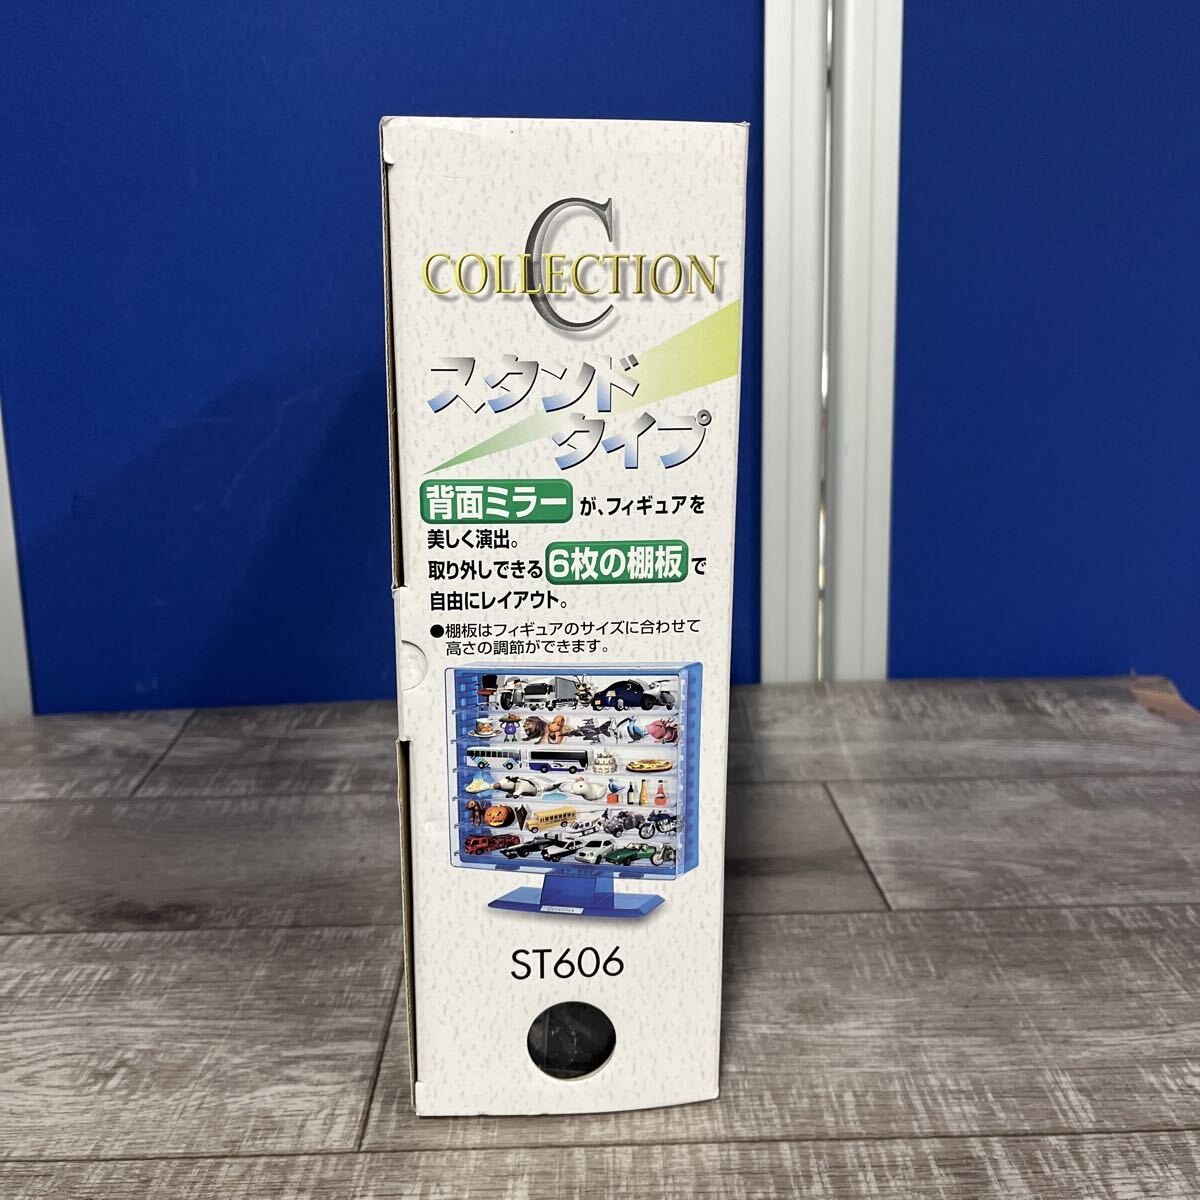 C
COLLECTION
スタンド
タイプ
背面ミラーが、フィギュアを
美しく演出。
取り外しできる6枚の棚板で
自由にレイアウト。
●棚板はフィギュアのサイズに合わせて
高さの調節ができます。
ST606